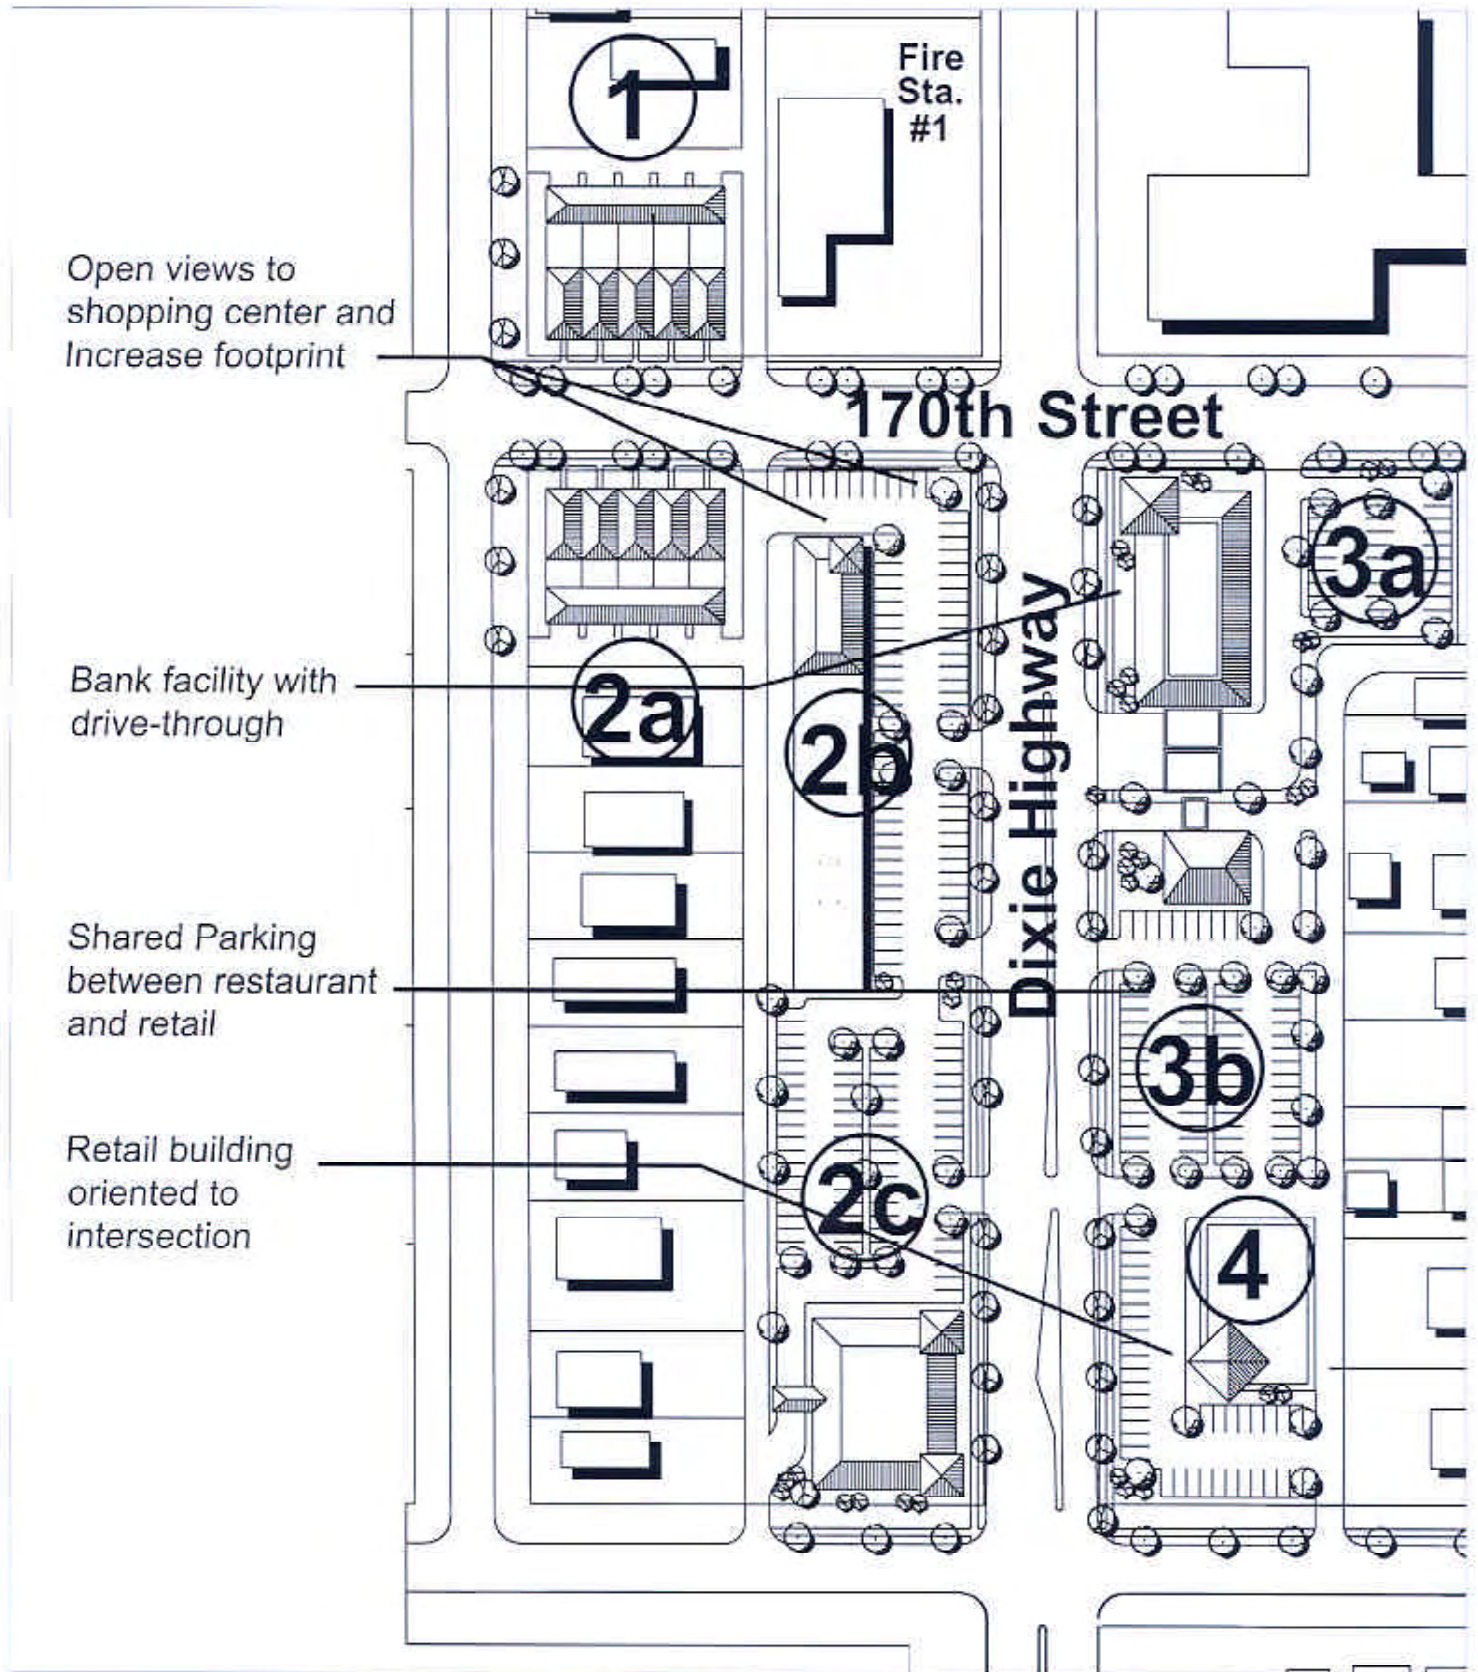 1
Fire
Sta.
#1
Open views to
shopping center and
Increase footprint
170th Street
3a
Bank facility with
drive-through
2a
2b
Dixie Highway
Shared Parking
between restaurant
and retail
3b
Retail building
oriented to
intersection
2c
4